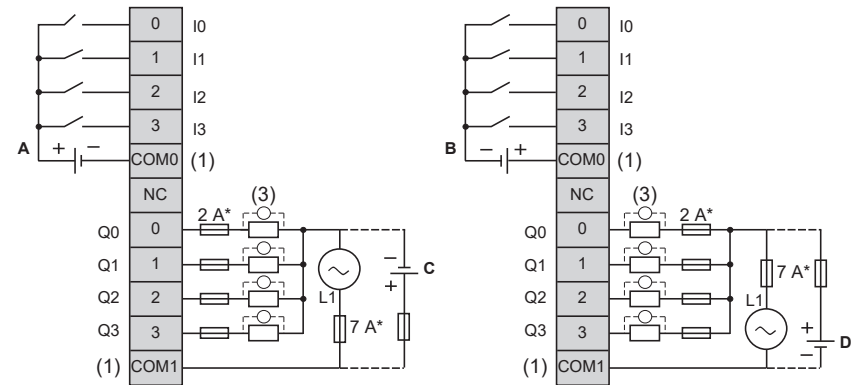 0 I0
1 I1
2 I2
3 I3
A + − COM0 (1)
NC (3)
Q0 0 2 A*
Q1 1
− C
+
Q2 2 L1
Q3 3 7 A*
(1) COM1
0 I0
1 I1
2 I2
3 I3
B − + COM0 (1)
NC (3)
Q0 0 2 A*
Q1 1 7 A*
Q2 2 L1
Q3 3 + D
−
(1) COM1